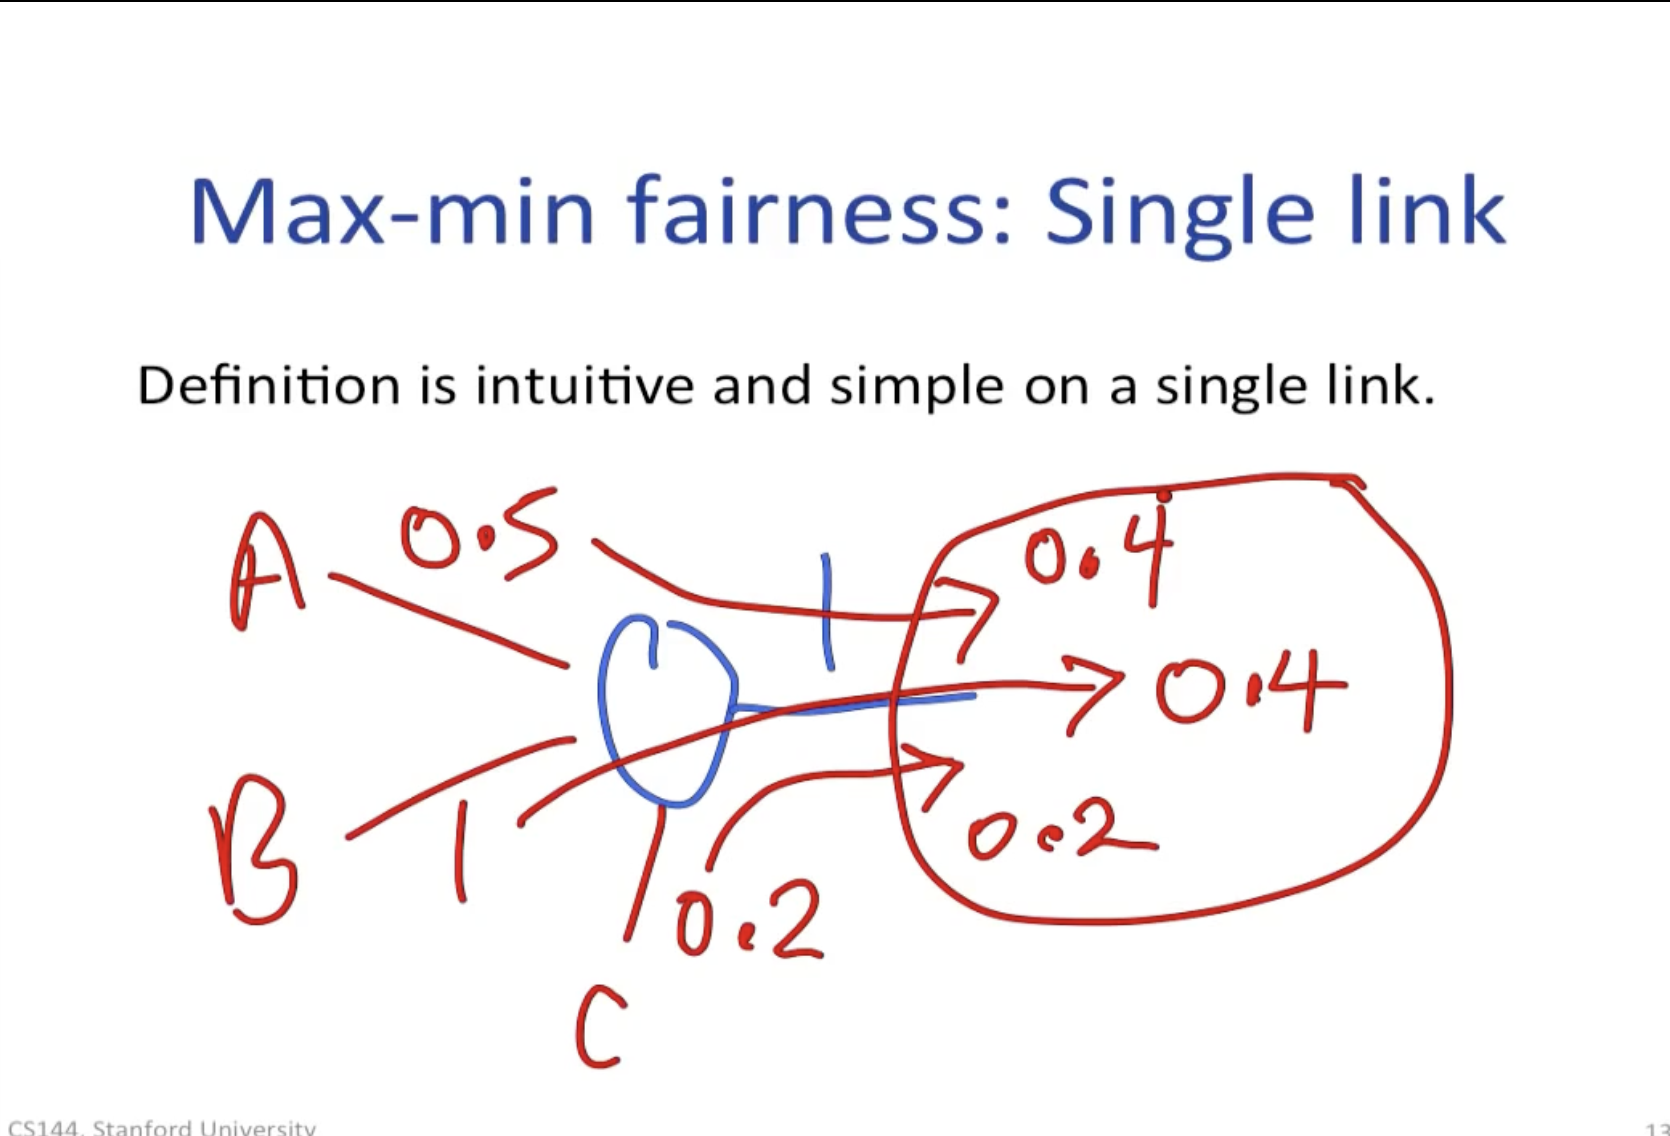 Max-min fairness: Single link
Definition is intuitive and simple on a single link.
A 0.5 1 0.4
0.4
B 1 0.2
0.2
C
CS144, Stanford University 13